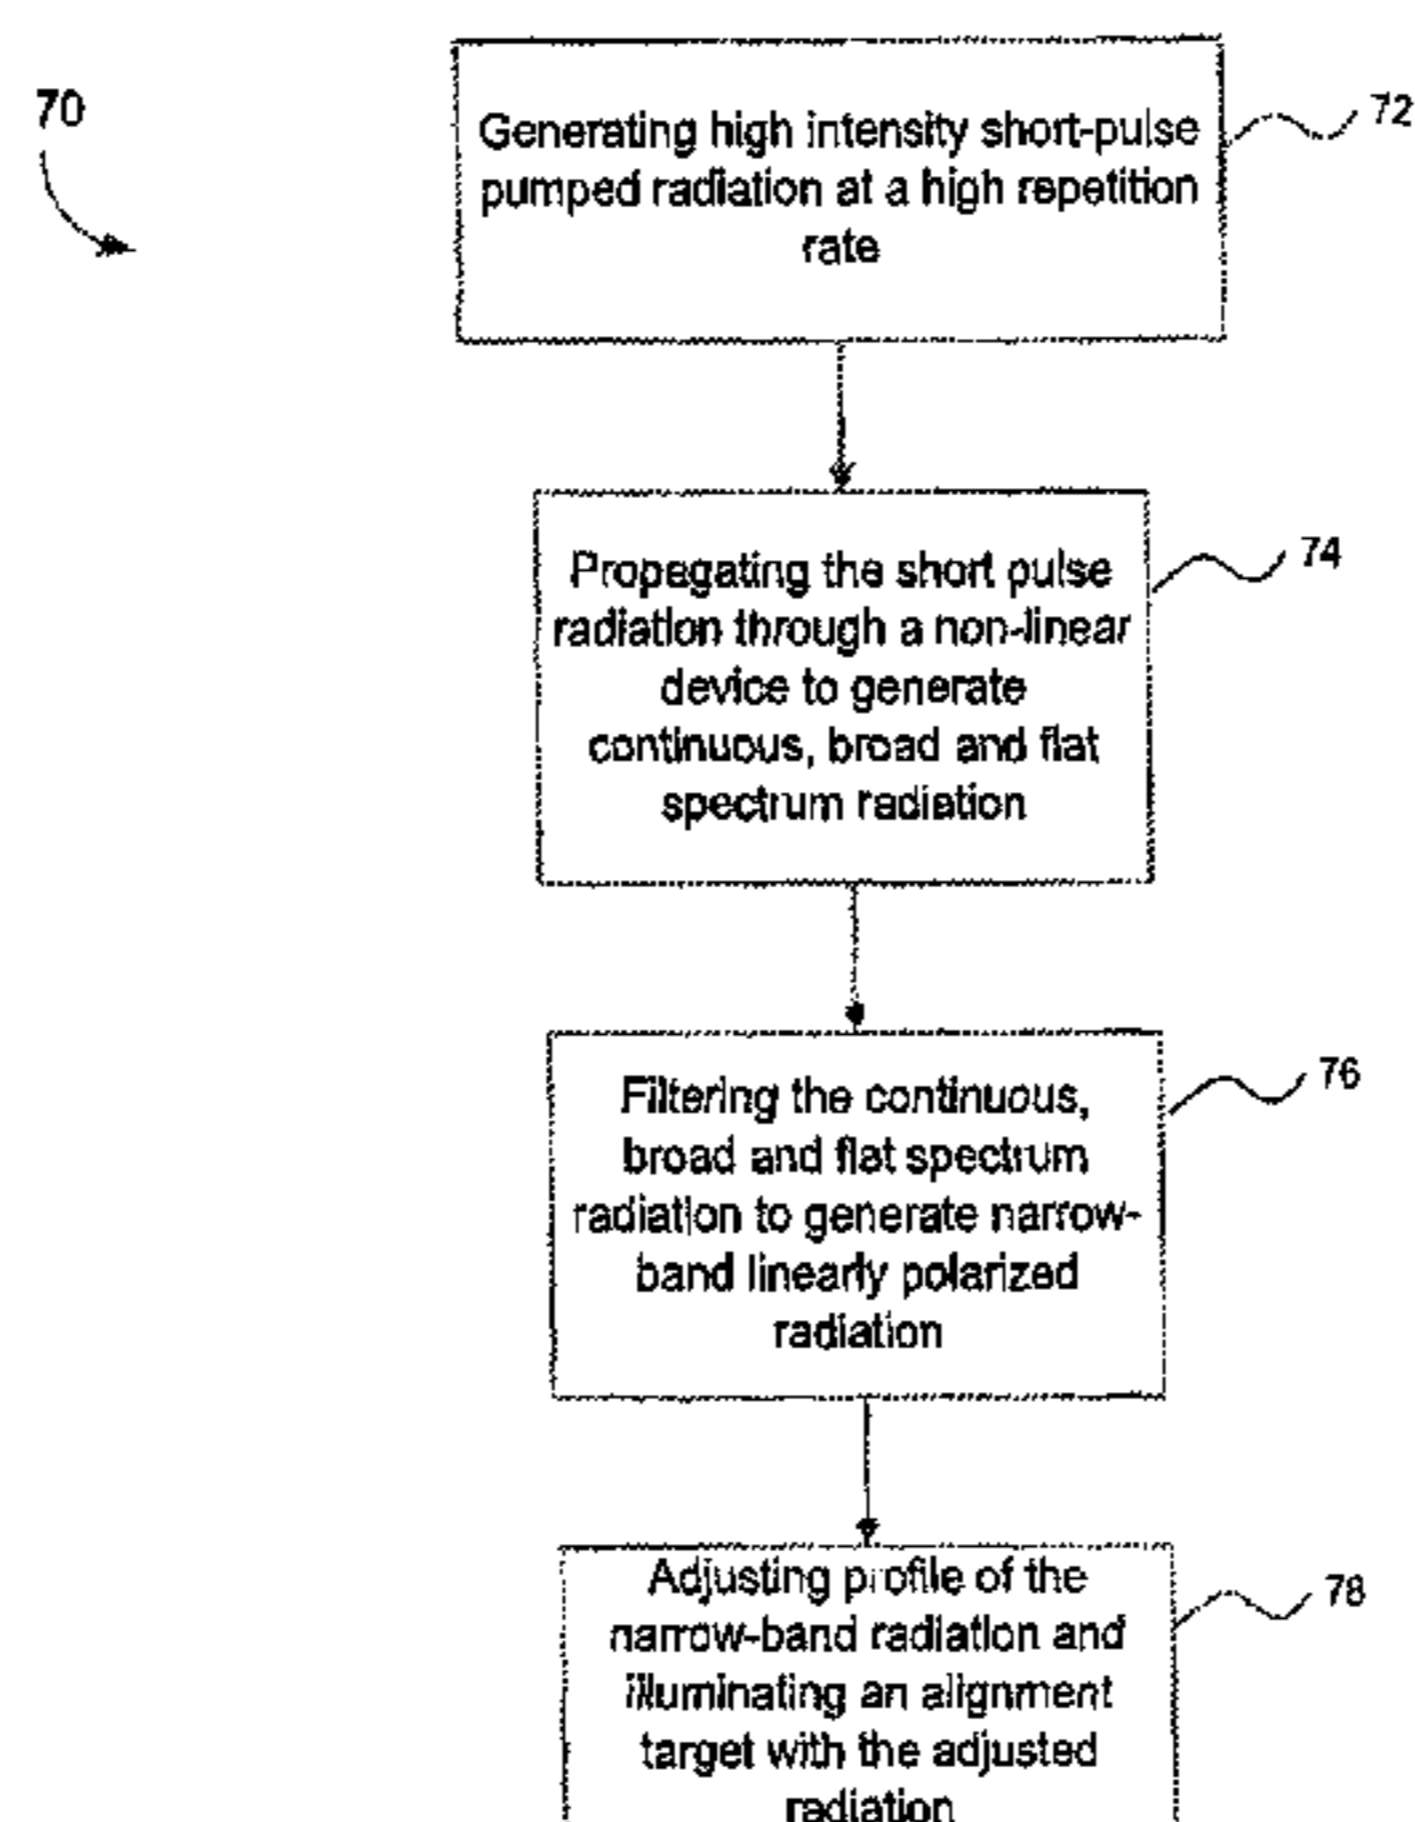 70
Generating high intensity short-pulse
pumped radiation at a high repetition
rate
72
Propagating the short pulse
radiation through a non-linear
device to generate
continuous, broad and flat
spectrum radiation
74
Filtering the continuous,
broad and flat spectrum
radiation to generate narrow-
band linearly polarized
radiation
76
Adjusting profile of the
narrow-band radiation and
illuminating an alignment
target with the adjusted
radiation
78